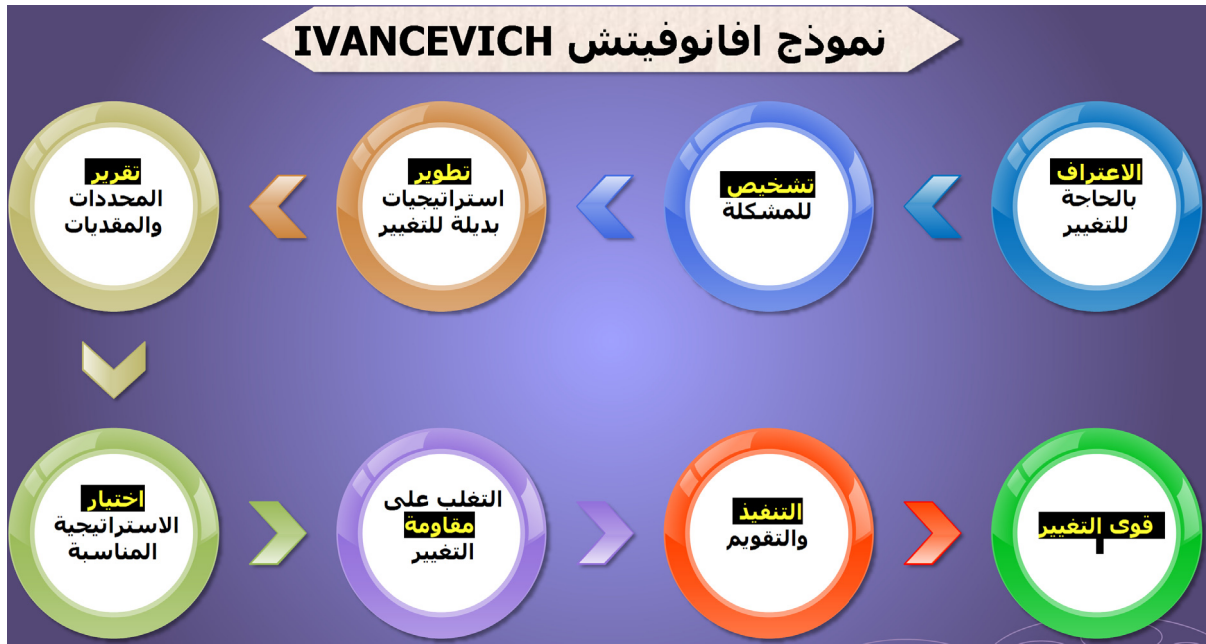 نموذج افانوفيتش IVANCEVICH
الاعتراف
بالحاجة
للتغيير
تشخيص
للمشكلة
تطوير
استراتيجيات
بديلة للتغيير
تقرير
المحددات
والمقديات
اختيار
الاستراتيجية
المناسبة
التغلب على
مقاومة
التغيير
التنفيذ
والتقويم
قوى التغيير